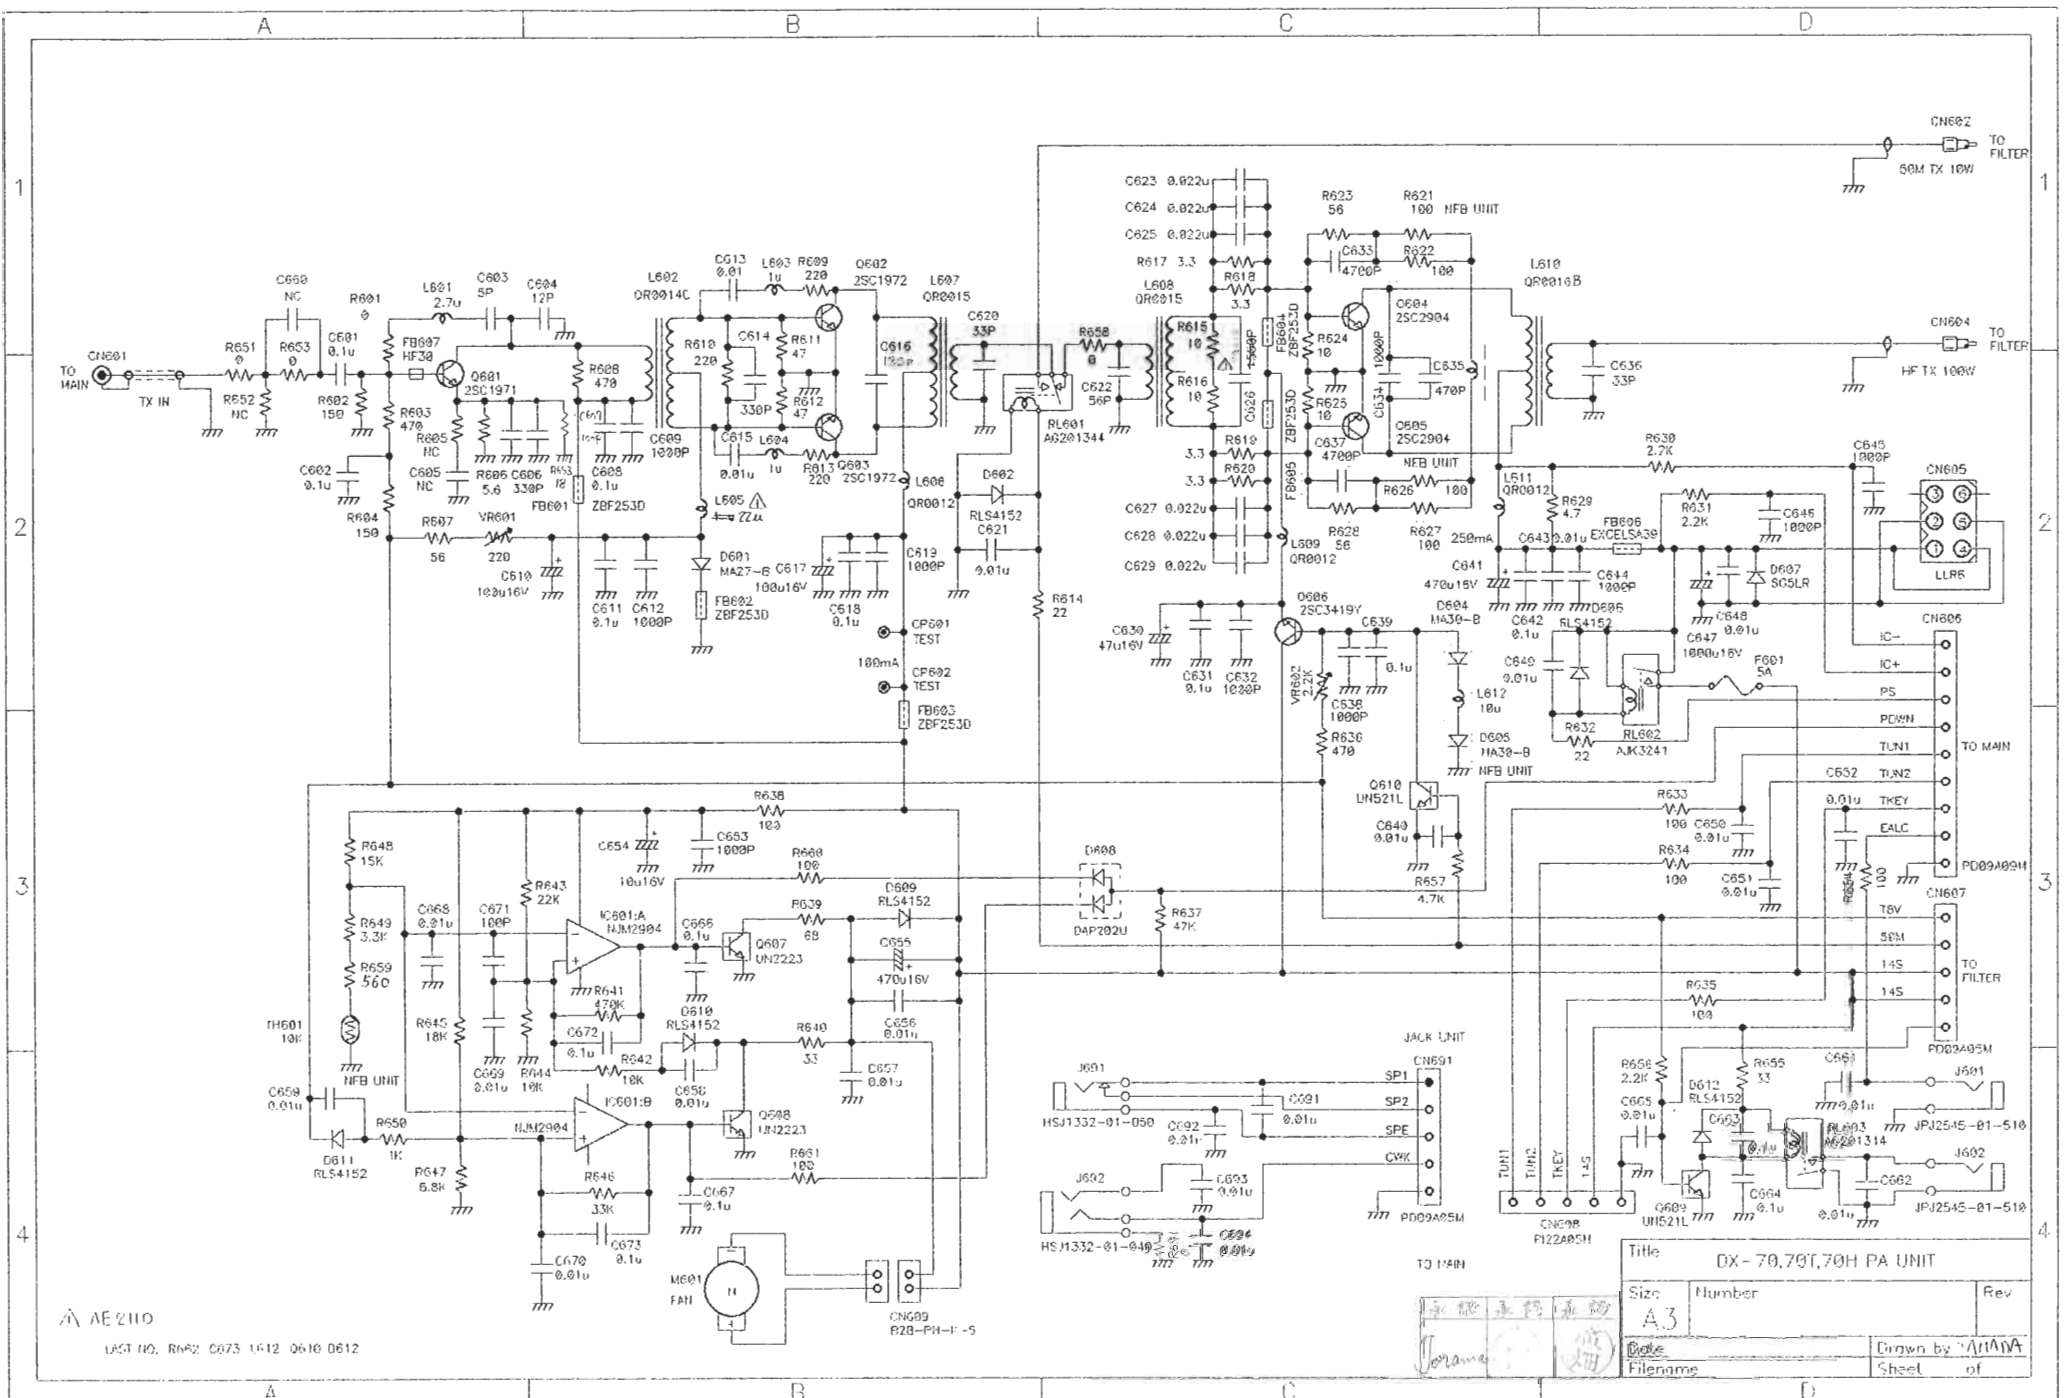 A B C D
1
CN602
TO FILTER
50M TX 10W
C623 0.022u
C624 0.022u
C625 0.022u
R617 3.3
R618
3.3
R623
56
R621
100 NFB UNIT
C633
4700P
R622
100
L610
QR0016B
C660
NC
R601
0
L601
2.7u
C603
5P
C604
12P
L602
QR0014C
C613
0.01
L603
1u
R609
220
Q602
2SC1972
L607
QR0015
C620
33P
L608
QR0015
R658
0
R615
10
FB604
ZBF253D
R624
10
Q604
2SC2904
1000P
CN604
TO FILTER
HF TX 100W
CN601
TO MAIN
TX IN
R651
0
R653
0
C601
0.1u
FB607
HF30
Q601
2SC1971
R652
NC
R602
150
R603
470
R605
NC
C605
NC
R606
5.6
C606
330P
R608
470
C608
0.1u
C609
1000P
R610
220
C614
330P
R611
47
R612
47
C616
C615
0.01u
L604
1u
R613
220
Q603
2SC1972
L606
QR0012
C622
56P
RL601
AG201344
R616
10
C626
ZBF253D
FB605
R625
10
C634
C635
470P
Q605
2SC2904
C636
33P
C602
0.1u
R604
150
FB601
ZBF253D
L605
22u
R607
56
VR601
220
C610
100u16V
C611
0.1u
C612
1000P
D601
MA27-B
FB602
ZBF253D
C617
100u16V
C618
0.1u
C619
1000P
D602
RLS4152
C621
0.01u
R614
22
R619
3.3
R620
3.3
C627 0.022u
C628 0.022u
C629 0.022u
C637
4700P
NFB UNIT
R626
100
R628
56
R627
100
L609
QR0012
L611
QR0012
250mA
R629
4.7
R630
2.7K
R631
2.2K
C645
1000P
C646
1000P
CN605
3 6
2 5
1 4
LLR6
FB606
EXCELSA39
C641
470u16V
C642
0.1u
C643 0.01u
C644
1000P
D606
RLS4152
D607
SG5LR
C648
0.01u
C647
1000u16V
2
CP601
TEST
100mA
CP602
TEST
FB603
ZBF253D
C630
47u16V
C631
0.1u
C632
1000P
Q606
2SC3419Y
VR602
2.2K
C638
1000P
C639
0.1u
D604
MA30-B
L612
10u
D605
MA30-B
NFB UNIT
R636
470
Q610
UN521L
C640
0.01u
R657
4.7K
C649
0.01u
R632
22
RL602
AJK3241
F601
5A
CN606
IC-
IC+
PS
PDWN
TUN1
TUN2
TKEY
EALC
TO MAIN
PD09A09M
R633
100
C650
0.01u
R634
100
C651
0.01u
C652
0.01u
R654
100
3
R638
100
R648
15K
R649
3.3K
R659
560
TH601
10K
NFB UNIT
C668
0.01u
C671
100P
R643
22K
C654
10u16V
C653
1000P
IC601:A
NJM2904
R641
470K
C672
0.1u
R642
10K
R645
18K
C669
0.01u
R644
10K
C666
0.1u
Q607
UN2223
R660
100
R639
68
D609
RLS4152
C655
470u16V
C656
0.01u
D610
RLS4152
C658
0.01u
R640
33
C657
0.01u
D608
DAP202U
R637
47K
CN607
T8V
50M
14S
14S
TO FILTER
PD09A05M
R635
100
C659
0.01u
D611
RLS4152
R650
1K
R647
6.8K
IC601:B
NJM2904
R646
33K
C670
0.01u
C673
0.1u
Q608
UN2223
R661
100
C667
0.1u
M601
FAN
CN609
B2B-PH-K-S
JACK UNIT
CN691
SP1
SP2
SPE
CWK
PD09A05M
TO MAIN
J691
HSJ1332-01-050
C691
0.01u
C692
0.01u
J692
HSJ1332-01-040
C693
0.01u
R691
C694
0.01u
TUN1
TUN2
TKEY
14S
CN608
PI22A05M
R656
2.2K
C665
0.01u
D612
RLS4152
R655
33
C663
C664
0.1u
Q609
UN521L
RL603
AG201314
C661
0.01u
C662
0.01u
J601
JPJ2545-01-510
J602
JPJ2545-01-510
4
AE 2110
LAST NO. R662 C673 L612 Q610 D612
Title
DX-70,70T,70H PA UNIT
Size
A3
Number
Rev
Date
Drawn by
Filename
Sheet of
A B C D